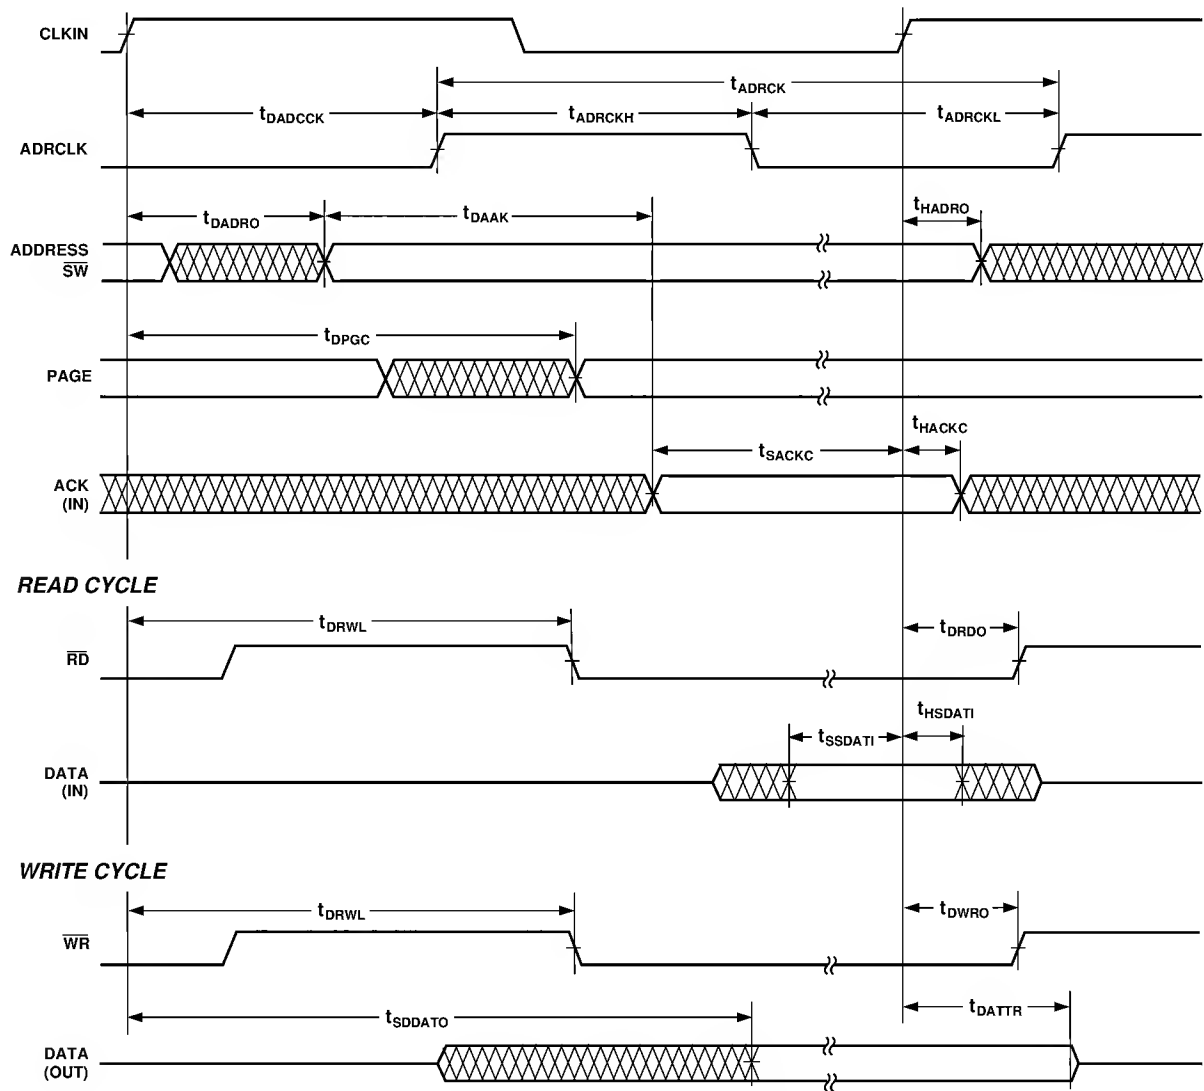 CLKIN
tADRCK
tDADCCK tADRCKH tADRCKL
ADRCLK
tDADRO tDAAK tHADRO
ADDRESS
SW
tDPGC
PAGE
tHACKC
tSACKC
ACK
(IN)
READ CYCLE
tDRWL tDRDO
RD
tHSDATI
tSSDATI
DATA
(IN)
WRITE CYCLE
tDRWL tDWRO
WR
tDATTR
tSDDATO
DATA
(OUT)